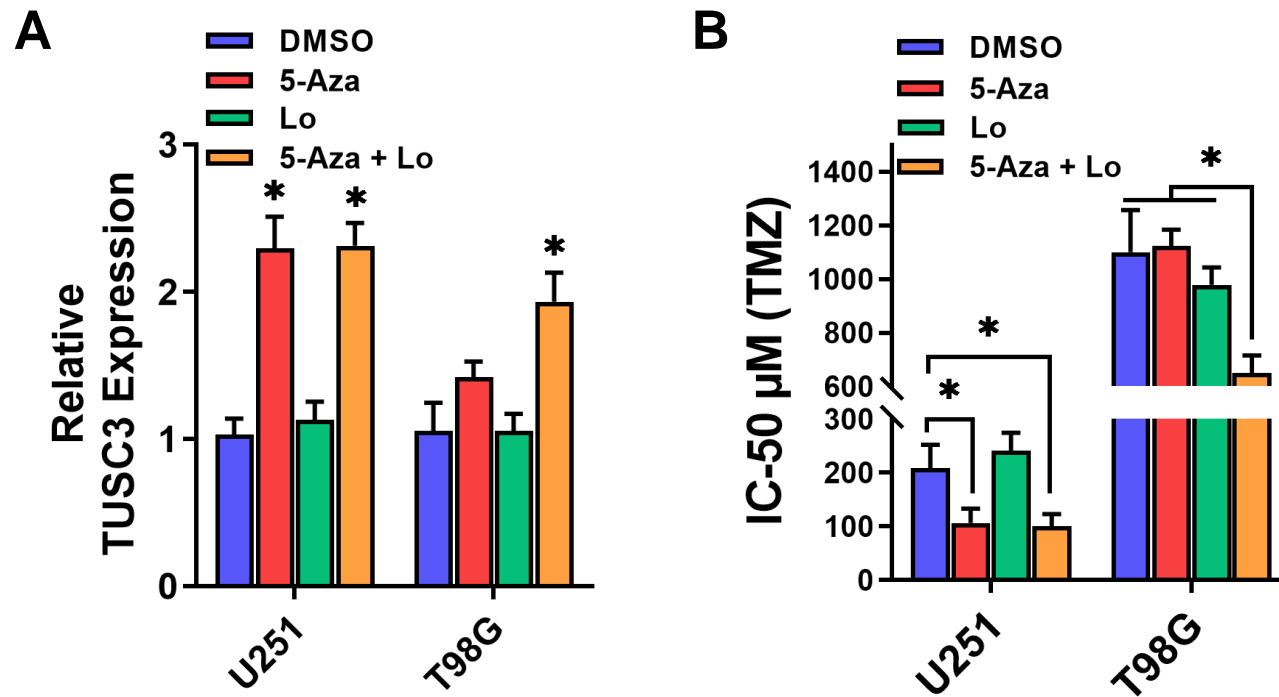 A
DMSO
5-Aza
Lo
5-Aza + Lo
*
*
*
Relative
TUSC3 Expression
3
2
1
0
U251
T98G
B
DMSO
5-Aza
Lo
5-Aza + Lo
*
*
*
IC-50 µM (TMZ)
1400
1200
1000
800
600
300
200
100
0
U251
T98G